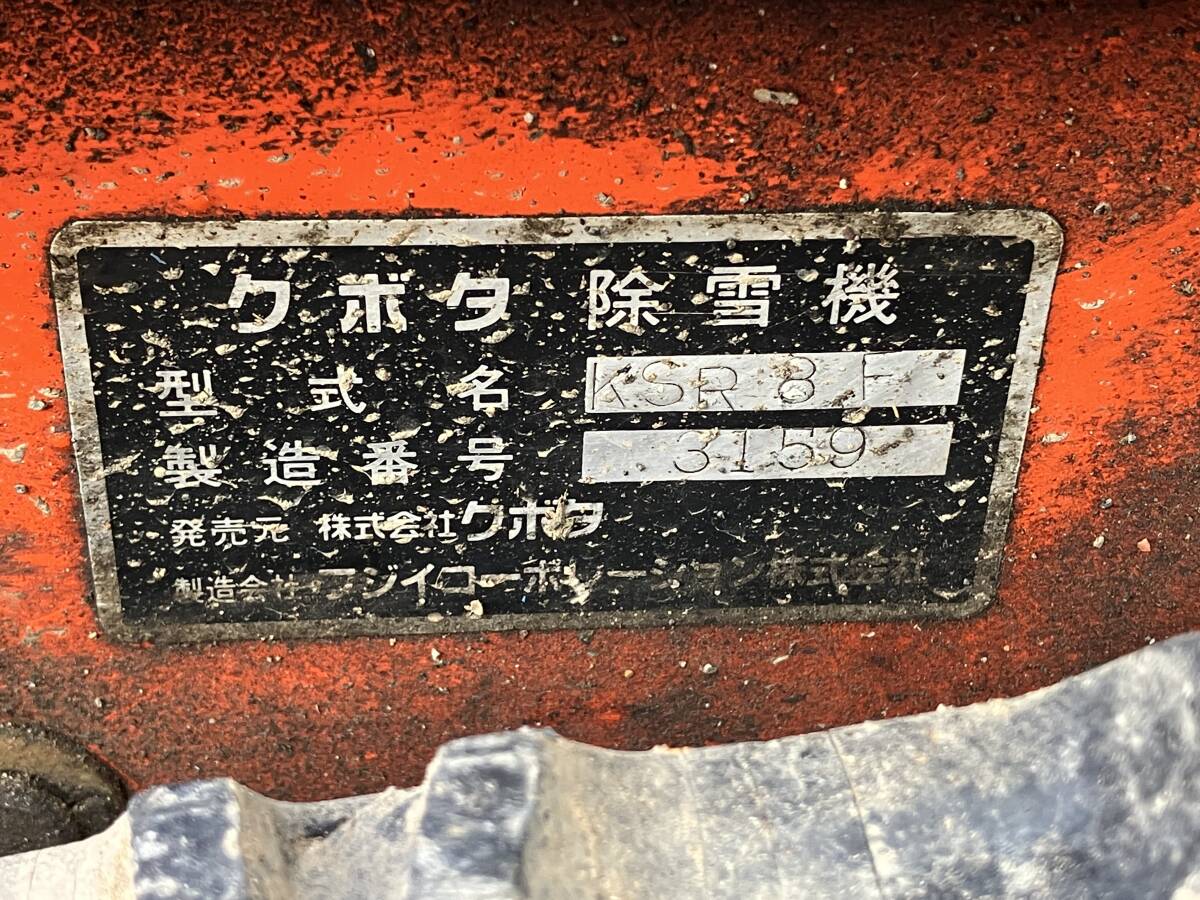 クボタ 除雪機
型式名 KSR 8 F
製造番号 3159
発売元 株式会社クボタ
製造会社 フジイコーポレーション株式会社